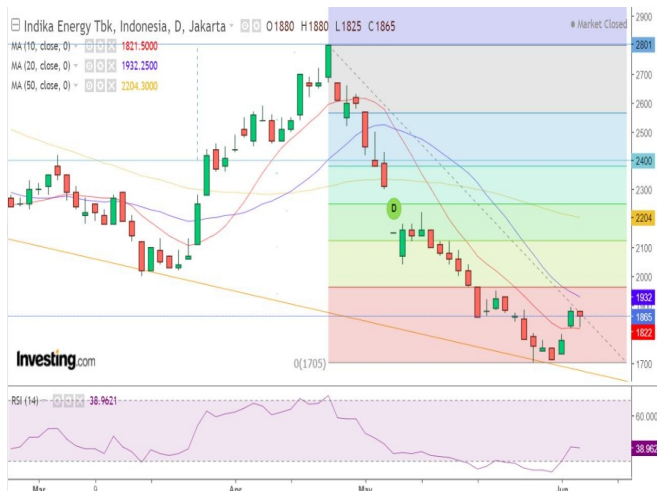 Indika Energy Tbk, Indonesia, D, Jakarta O1880 H1880 L1825 C1865
Market Closed
MA (10, close, 0) 1821.5000
MA (20, close, 0) 1932.2500
MA (50, close, 0) 2204.3000
2801
2700
2600
2500
2400
2300
2204
2100
2000
1932
1865
1822
1700
D
0(1705)
Investing.com
RSI (14) 38.9621
60.000
38.962
Mar
9
Apr
May
Jun